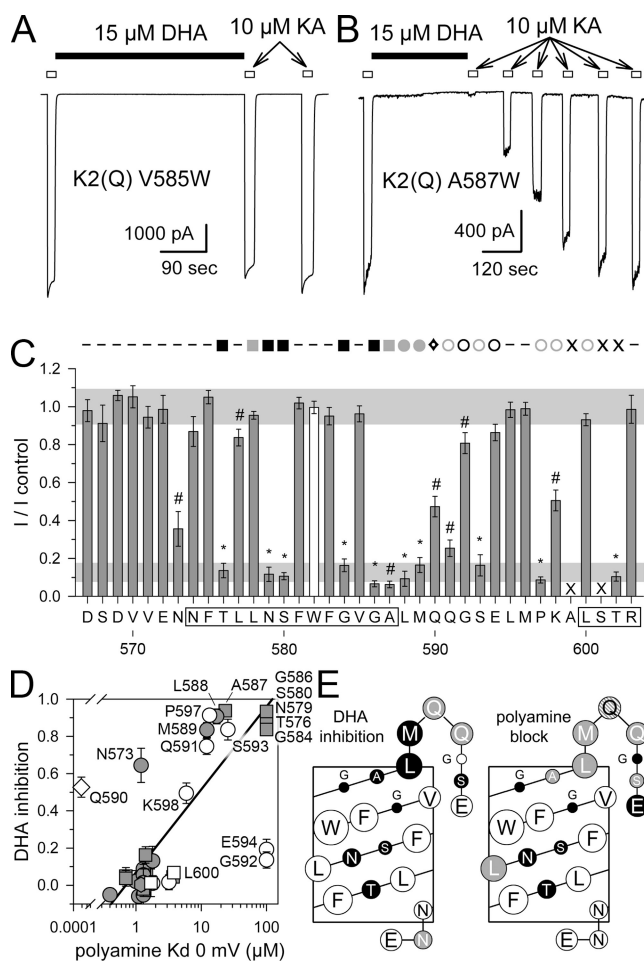 A
15 µM DHA
10 µM KA
K2(Q) V585W
1000 pA
90 sec
B
15 µM DHA
10 µM KA
K2(Q) A587W
400 pA
120 sec
C
I / I control
1.2
1.0
0.8
0.6
0.4
0.2
0.0
# * # * * * * # * * # # # * * # X X *
X X X
D S D V V E N N F T L L N S F W F G V G A L M Q Q G S E L M P K A L S T R
570 580 590 600
D
DHA inhibition
1.0
0.8
0.6
0.4
0.2
0.0
L588
A587
G586
S580
N579
T576
G584
P597
M589
Q591
S593
N573
Q590
K598
E594
G592
L600
0.0001 1 10 100
polyamine Kd 0 mV (µM)
E
DHA inhibition
Q
M Q
L G S E
G A
W F G V
L N S F
F T L
N
E N
polyamine block
Q
M Q
L G S E
G A
W F G V
L N S F
F T L
N
E N